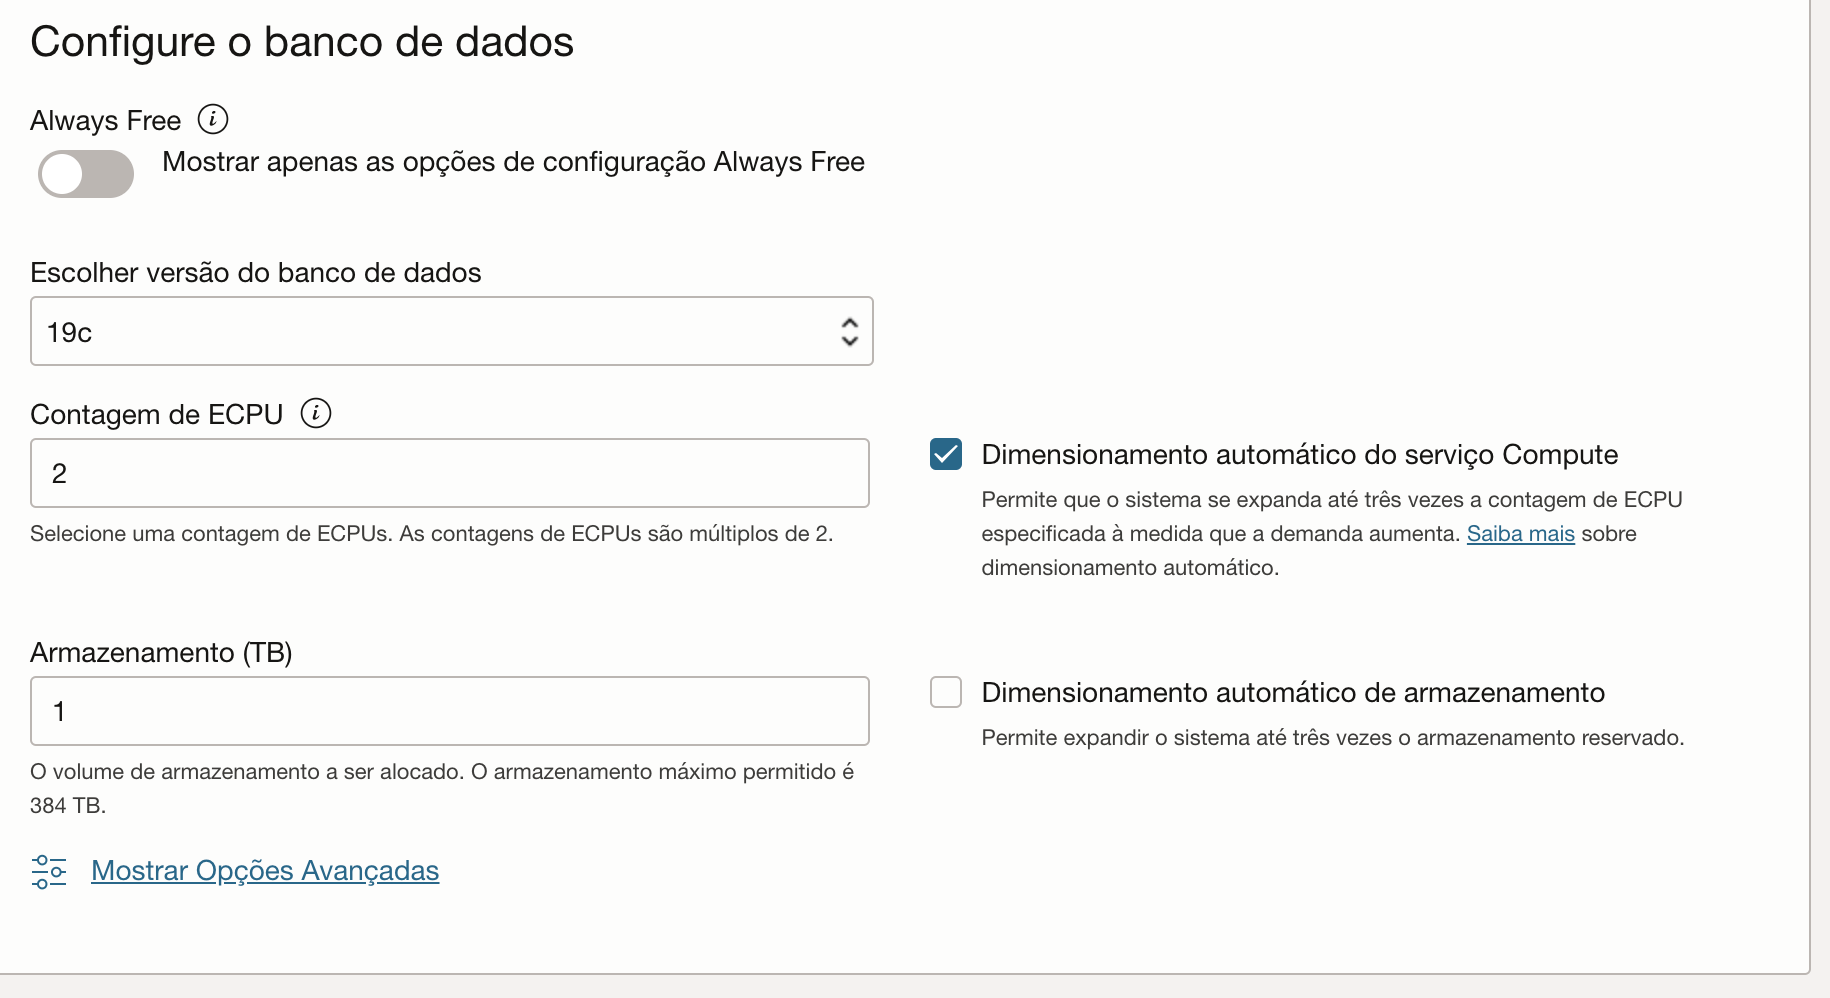 Configure o banco de dados
Always Free
Mostrar apenas as opções de configuração Always Free
Escolher versão do banco de dados
19c
Contagem de ECPU
2
Selecione uma contagem de ECPUs. As contagens de ECPUs são múltiplos de 2.
Dimensionamento automático do serviço Compute
Permite que o sistema se expanda até três vezes a contagem de ECPU
especificada à medida que a demanda aumenta. Saiba mais sobre
dimensionamento automático.
Armazenamento (TB)
1
O volume de armazenamento a ser alocado. O armazenamento máximo permitido é
384 TB.
Dimensionamento automático de armazenamento
Permite expandir o sistema até três vezes o armazenamento reservado.
Mostrar Opções Avançadas